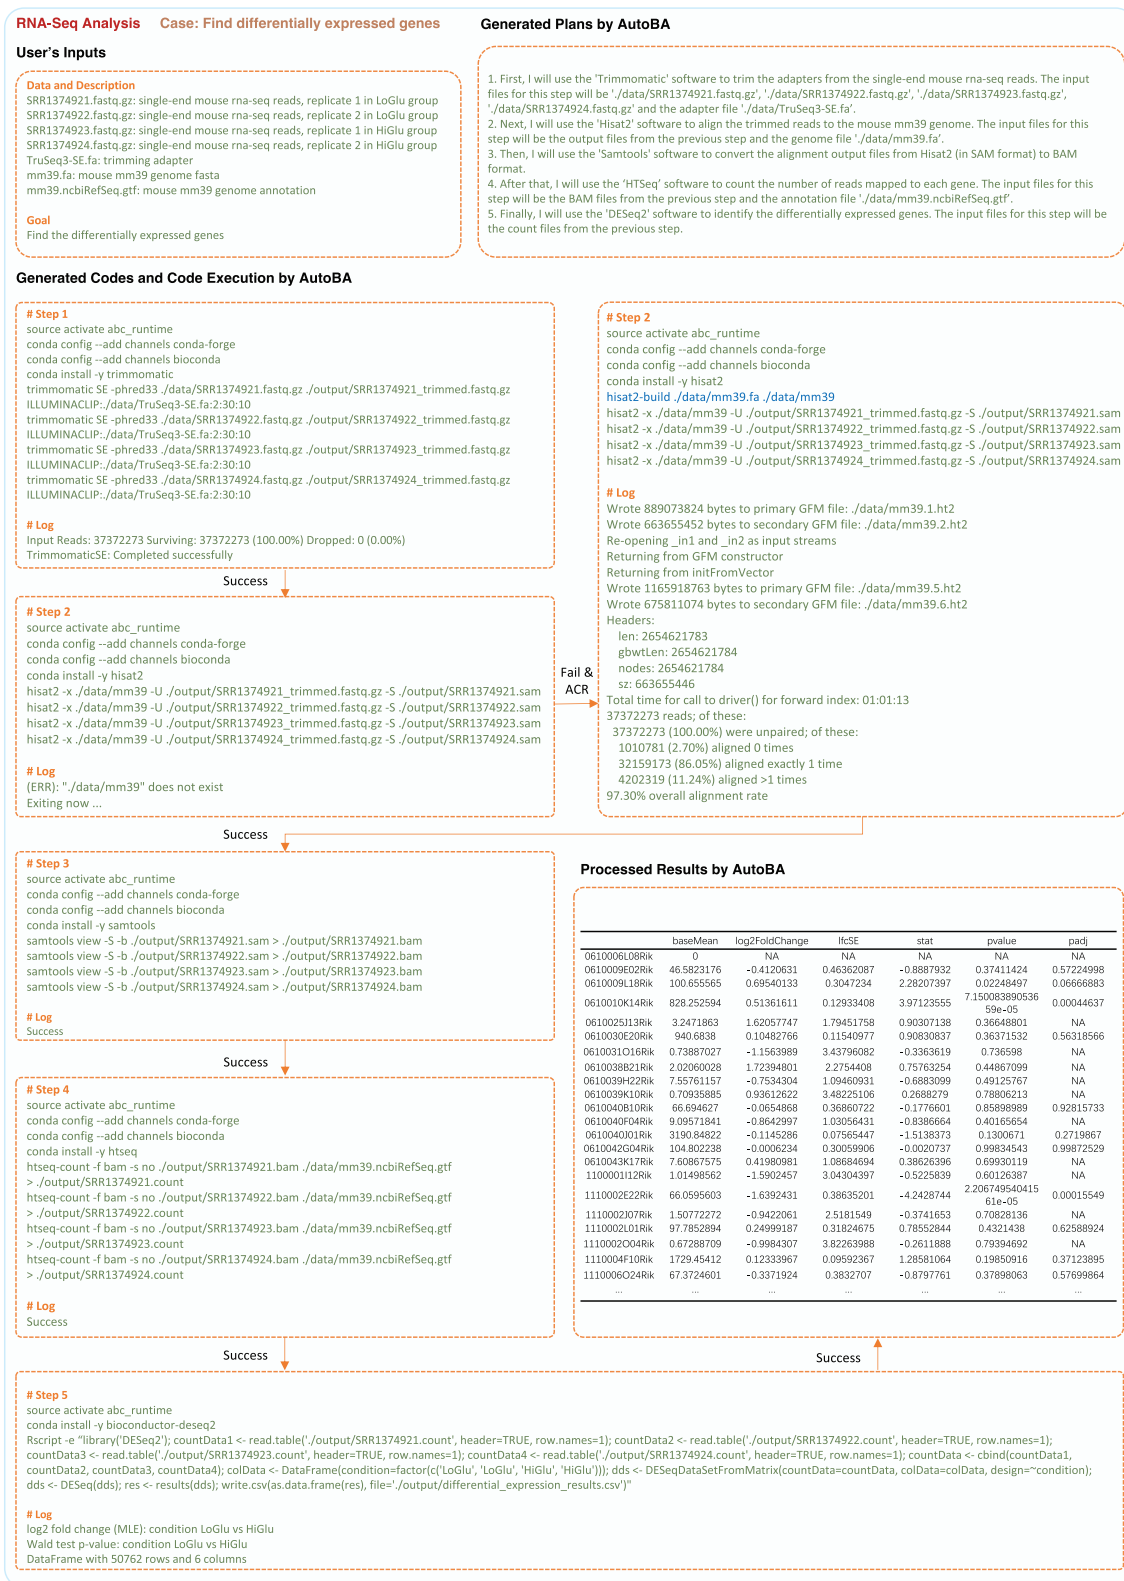 RNA-Seq Analysis Case: Find differentially expressed genes
User's Inputs
Data and Description
SRR1374921.fastq.gz: single-end mouse rna-seq reads, replicate 1 in LoGlu group
SRR1374922.fastq.gz: single-end mouse rna-seq reads, replicate 2 in LoGlu group
SRR1374923.fastq.gz: single-end mouse rna-seq reads, replicate 1 in HiGlu group
SRR1374924.fastq.gz: single-end mouse rna-seq reads, replicate 2 in HiGlu group
TruSeq3-SE.fa: trimming adapter
mm39.fa: mouse mm39 genome fasta
mm39.ncbiRefSeq.gtf: mouse mm39 genome annotation
Goal
Find the differentially expressed genes
Generated Plans by AutoBA
1. First, I will use the 'Trimmomatic' software to trim the adapters from the single-end mouse rna-seq reads. The input
files for this step will be './data/SRR1374921.fastq.gz', './data/SRR1374922.fastq.gz', './data/SRR1374923.fastq.gz',
'./data/SRR1374924.fastq.gz' and the adapter file './data/TruSeq3-SE.fa'.
2. Next, I will use the 'Hisat2' software to align the trimmed reads to the mouse mm39 genome. The input files for this
step will be the output files from the previous step and the genome file './data/mm39.fa'.
3. Then, I will use the 'Samtools' software to convert the alignment output files from Hisat2 (in SAM format) to BAM
format.
4. After that, I will use the 'HTSeq' software to count the number of reads mapped to each gene. The input files for this
step will be the BAM files from the previous step and the annotation file './data/mm39.ncbiRefSeq.gtf'.
5. Finally, I will use the 'DESeq2' software to identify the differentially expressed genes. The input files for this step will be
the count files from the previous step.
Generated Codes and Code Execution by AutoBA
# Step 1
source activate abc_runtime
conda config --add channels conda-forge
conda config --add channels bioconda
conda install -y trimmomatic
trimmomatic SE -phred33 ./data/SRR1374921.fastq.gz ./output/SRR1374921_trimmed.fastq.gz
ILLUMINACLIP:./data/TruSeq3-SE.fa:2:30:10
trimmomatic SE -phred33 ./data/SRR1374922.fastq.gz ./output/SRR1374922_trimmed.fastq.gz
ILLUMINACLIP:./data/TruSeq3-SE.fa:2:30:10
trimmomatic SE -phred33 ./data/SRR1374923.fastq.gz ./output/SRR1374923_trimmed.fastq.gz
ILLUMINACLIP:./data/TruSeq3-SE.fa:2:30:10
trimmomatic SE -phred33 ./data/SRR1374924.fastq.gz ./output/SRR1374924_trimmed.fastq.gz
ILLUMINACLIP:./data/TruSeq3-SE.fa:2:30:10
# Log
Input Reads: 37372273 Surviving: 37372273 (100.00%) Dropped: 0 (0.00%)
TrimmomaticSE: Completed successfully
Success
# Step 2
source activate abc_runtime
conda config --add channels conda-forge
conda config --add channels bioconda
conda install -y hisat2
hisat2 -x ./data/mm39 -U ./output/SRR1374921_trimmed.fastq.gz -S ./output/SRR1374921.sam
hisat2 -x ./data/mm39 -U ./output/SRR1374922_trimmed.fastq.gz -S ./output/SRR1374922.sam
hisat2 -x ./data/mm39 -U ./output/SRR1374923_trimmed.fastq.gz -S ./output/SRR1374923.sam
hisat2 -x ./data/mm39 -U ./output/SRR1374924_trimmed.fastq.gz -S ./output/SRR1374924.sam
# Log
(ERR): "./data/mm39" does not exist
Exiting now ...
Fail &
ACR
# Step 2
source activate abc_runtime
conda config --add channels conda-forge
conda config --add channels bioconda
conda install -y hisat2
hisat2-build ./data/mm39.fa ./data/mm39
hisat2 -x ./data/mm39 -U ./output/SRR1374921_trimmed.fastq.gz -S ./output/SRR1374921.sam
hisat2 -x ./data/mm39 -U ./output/SRR1374922_trimmed.fastq.gz -S ./output/SRR1374922.sam
hisat2 -x ./data/mm39 -U ./output/SRR1374923_trimmed.fastq.gz -S ./output/SRR1374923.sam
hisat2 -x ./data/mm39 -U ./output/SRR1374924_trimmed.fastq.gz -S ./output/SRR1374924.sam
# Log
Wrote 889073824 bytes to primary GFM file: ./data/mm39.1.ht2
Wrote 663655452 bytes to secondary GFM file: ./data/mm39.2.ht2
Re-opening _in1 and _in2 as input streams
Returning from GFM constructor
Returning from initFromVector
Wrote 1165918763 bytes to primary GFM file: ./data/mm39.5.ht2
Wrote 675811074 bytes to secondary GFM file: ./data/mm39.6.ht2
Headers:
len: 2654621783
gbwtLen: 2654621784
nodes: 2654621784
sz: 663655446
Total time for call to driver() for forward index: 01:01:13
37372273 reads; of these:
37372273 (100.00%) were unpaired; of these:
1010781 (2.70%) aligned 0 times
32159173 (86.05%) aligned exactly 1 time
4202319 (11.24%) aligned >1 times
97.30% overall alignment rate
Success
# Step 3
source activate abc_runtime
conda config --add channels conda-forge
conda config --add channels bioconda
conda install -y samtools
samtools view -S -b ./output/SRR1374921.sam > ./output/SRR1374921.bam
samtools view -S -b ./output/SRR1374922.sam > ./output/SRR1374922.bam
samtools view -S -b ./output/SRR1374923.sam > ./output/SRR1374923.bam
samtools view -S -b ./output/SRR1374924.sam > ./output/SRR1374924.bam
# Log
Success
Success
# Step 4
source activate abc_runtime
conda config --add channels conda-forge
conda config --add channels bioconda
conda install -y htseq
htseq-count -f bam -s no ./output/SRR1374921.bam ./data/mm39.ncbiRefSeq.gtf
> ./output/SRR1374921.count
htseq-count -f bam -s no ./output/SRR1374922.bam ./data/mm39.ncbiRefSeq.gtf
> ./output/SRR1374922.count
htseq-count -f bam -s no ./output/SRR1374923.bam ./data/mm39.ncbiRefSeq.gtf
> ./output/SRR1374923.count
htseq-count -f bam -s no ./output/SRR1374924.bam ./data/mm39.ncbiRefSeq.gtf
> ./output/SRR1374924.count
# Log
Success
Success
# Step 5
source activate abc_runtime
conda install -y bioconductor-deseq2
Rscript -e "library('DESeq2'); countData1 <- read.table('./output/SRR1374921.count', header=TRUE, row.names=1); countData2 <- read.table('./output/SRR1374922.count', header=TRUE, row.names=1);
countData3 <- read.table('./output/SRR1374923.count', header=TRUE, row.names=1); countData4 <- read.table('./output/SRR1374924.count', header=TRUE, row.names=1); countData <- cbind(countData1,
countData2, countData3, countData4); colData <- DataFrame(condition=factor(c('LoGlu', 'LoGlu', 'HiGlu', 'HiGlu'))); dds <- DESeqDataSetFromMatrix(countData=countData, colData=colData, design=~condition);
dds <- DESeq(dds); res <- results(dds); write.csv(as.data.frame(res), file='./output/differential_expression_results.csv')"
# Log
log2 fold change (MLE): condition LoGlu vs HiGlu
Wald test p-value: condition LoGlu vs HiGlu
DataFrame with 50762 rows and 6 columns
Success
Processed Results by AutoBA
baseMean log2FoldChange lfcSE stat pvalue padj
0610006L08Rik 0 NA NA NA NA NA
0610009E02Rik 46.5823176 -0.4120631 0.46362087 -0.8887932 0.37411424 0.57224998
0610009L18Rik 100.655565 0.69540133 0.3047234 2.28207397 0.02248497 0.06666883
0610010K14Rik 828.252594 0.51361611 0.12933408 3.97123555 7.15008389053659e-05 0.00044637
0610025J13Rik 3.2471863 1.62057747 1.79451758 0.90307138 0.36648801 NA
0610030E20Rik 940.6838 0.10482766 0.11540977 0.90830837 0.36371532 0.56318566
0610031O16Rik 0.73887027 -1.1563989 3.43796082 -0.3363619 0.736598 NA
0610038B21Rik 2.02060028 1.72394801 2.2754408 0.75763254 0.44867099 NA
0610039H22Rik 7.55761157 -0.7534304 1.09460931 -0.6883099 0.49125767 NA
0610039K10Rik 0.70935885 0.93612622 3.48225106 0.2688279 0.78806213 NA
0610040B10Rik 66.694627 -0.0654868 0.36860722 -0.1776601 0.85898989 0.92815733
0610040F04Rik 9.09571841 -0.8642997 1.03056431 -0.8386664 0.40165654 NA
0610040J01Rik 3190.84822 -0.1145286 0.07565447 -1.5138373 0.1300671 0.2719867
0610042G04Rik 104.802238 -0.0006234 0.30059906 -0.0020737 0.99834543 0.99872529
0610043K17Rik 7.60867575 0.41980981 1.08684694 0.38626396 0.69930119 NA
1100001I12Rik 1.01498562 -1.5902457 3.04304397 -0.5225839 0.60126387 NA
1110002E22Rik 66.0595603 -1.6392431 0.38635201 -4.2428744 2.20674954041561e-05 0.00015549
1110002J07Rik 1.50772272 -0.9422061 2.5181549 -0.3741653 0.70828136 NA
1110002L01Rik 97.7852894 0.24999187 0.31824675 0.78552844 0.4321438 0.62588924
1110002O04Rik 0.67288709 -0.9984307 3.82263988 -0.2611888 0.79394692 NA
1110004F10Rik 1729.45412 0.12333967 0.09592367 1.28581064 0.19850916 0.37123895
1110006O24Rik 67.3724601 -0.3371924 0.3832707 -0.8797761 0.37898063 0.57699864
... ... ... ... ... ... ...